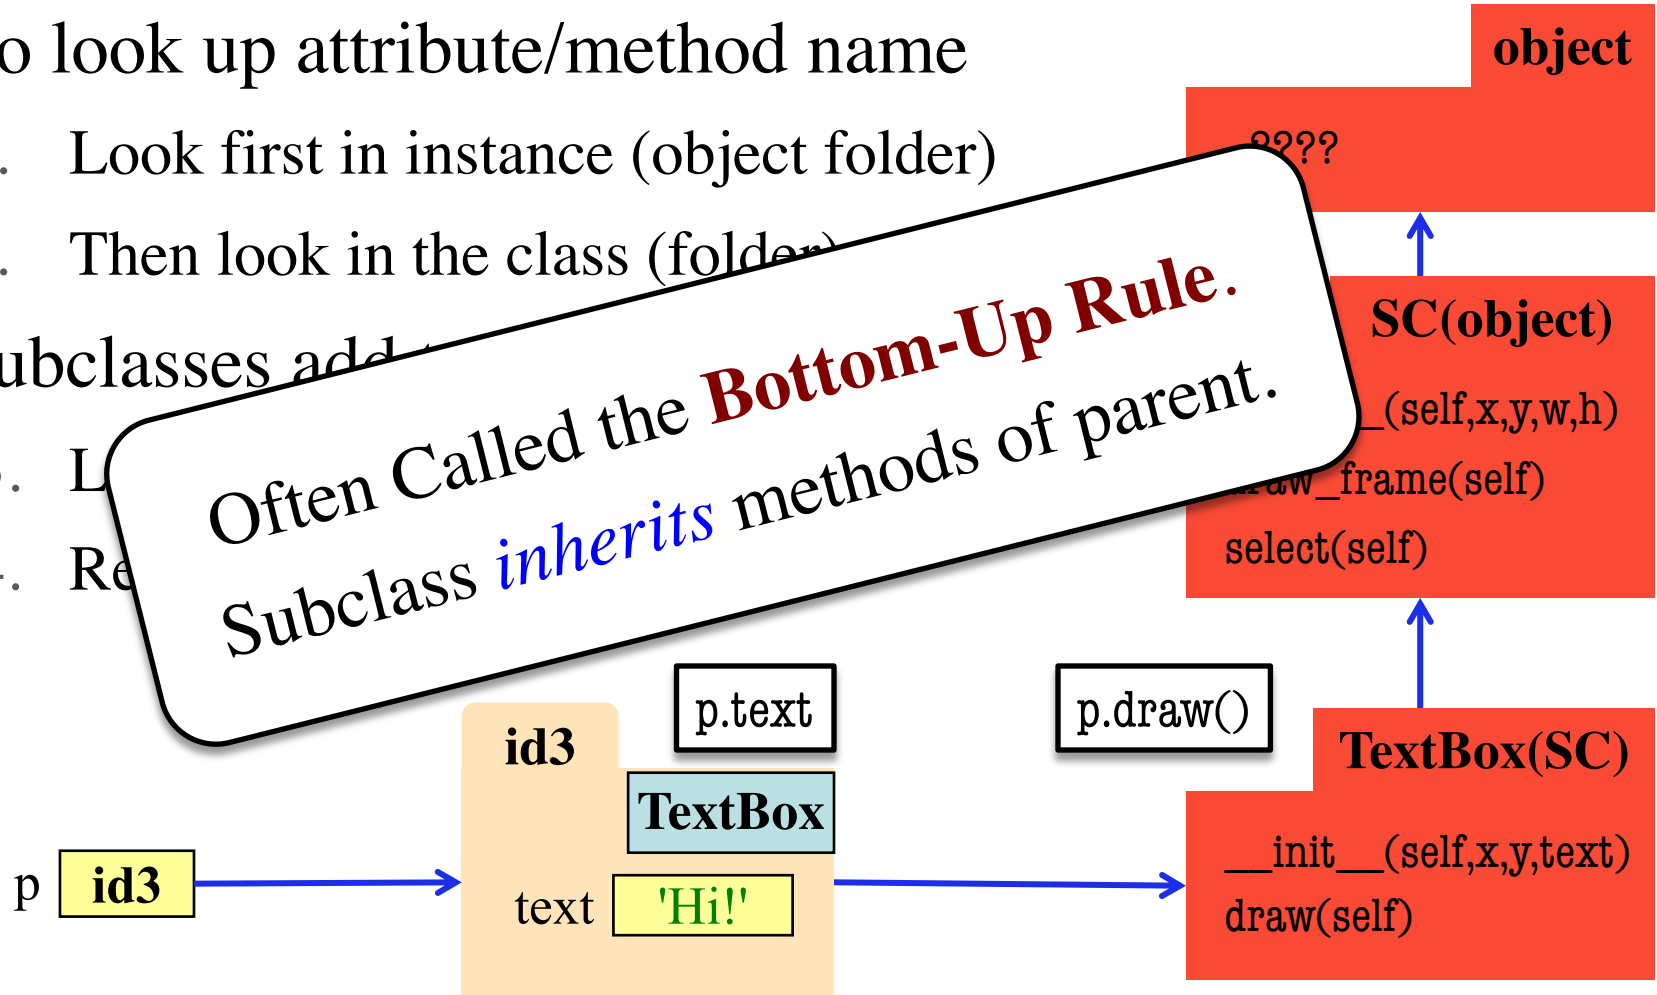 o look up attribute/method name
Look first in instance (object folder)
Then look in the class (folder)
ubclasses add
L
Re
Often Called the Bottom-Up Rule.
Subclass inherits methods of parent.
object
????
SC(object)
__(self,x,y,w,h)
draw_frame(self)
select(self)
p.text
p.draw()
id3
TextBox
text 'Hi!'
p id3
TextBox(SC)
__init__(self,x,y,text)
draw(self)